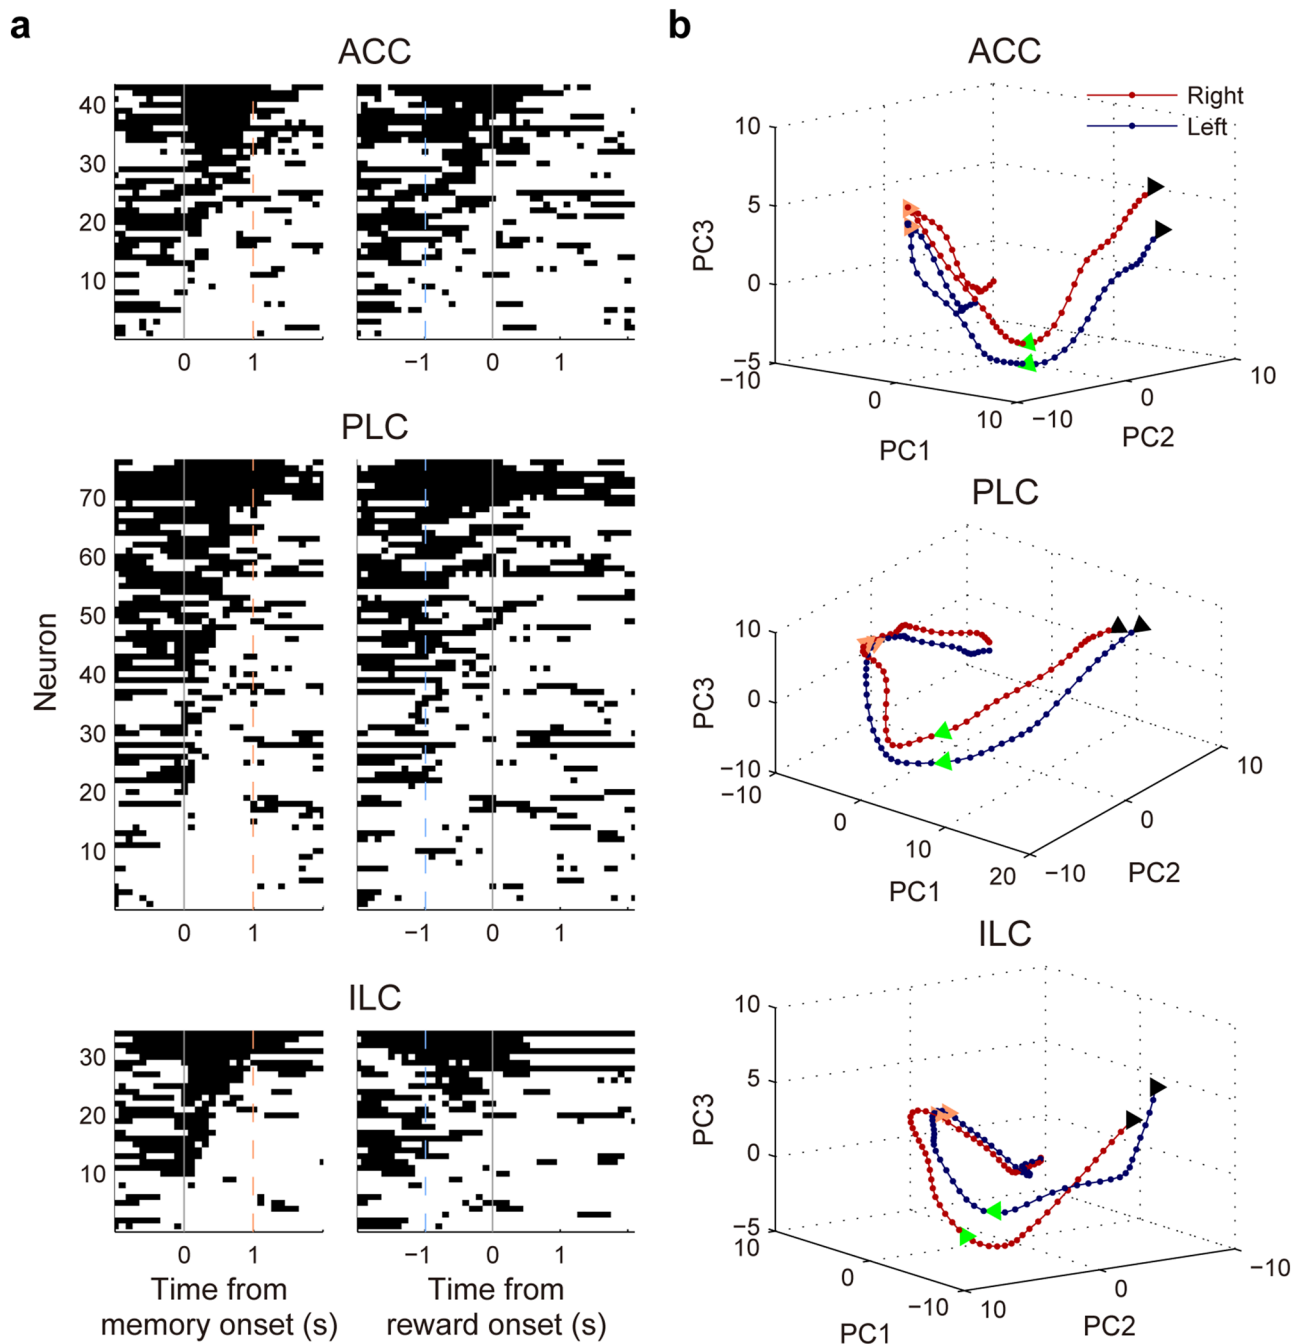 a
ACC
40
30
20
10
0 1
−1 0 1
PLC
Neuron
70
60
50
40
30
20
10
0 1
−1 0 1
ILC
30
20
10
0 1
−1 0 1
Time from
memory onset (s)
Time from
reward onset (s)
b
ACC
Right
Left
10
5
0
−5
PC3
−10 0 10
PC1
−10 0 10
PC2
PLC
10
0
−10
PC3
−10 0 10 20
PC1
−10 0 10
PC2
ILC
10
5
0
−5
PC3
10 0 −10
PC1
10 0 −10
PC2